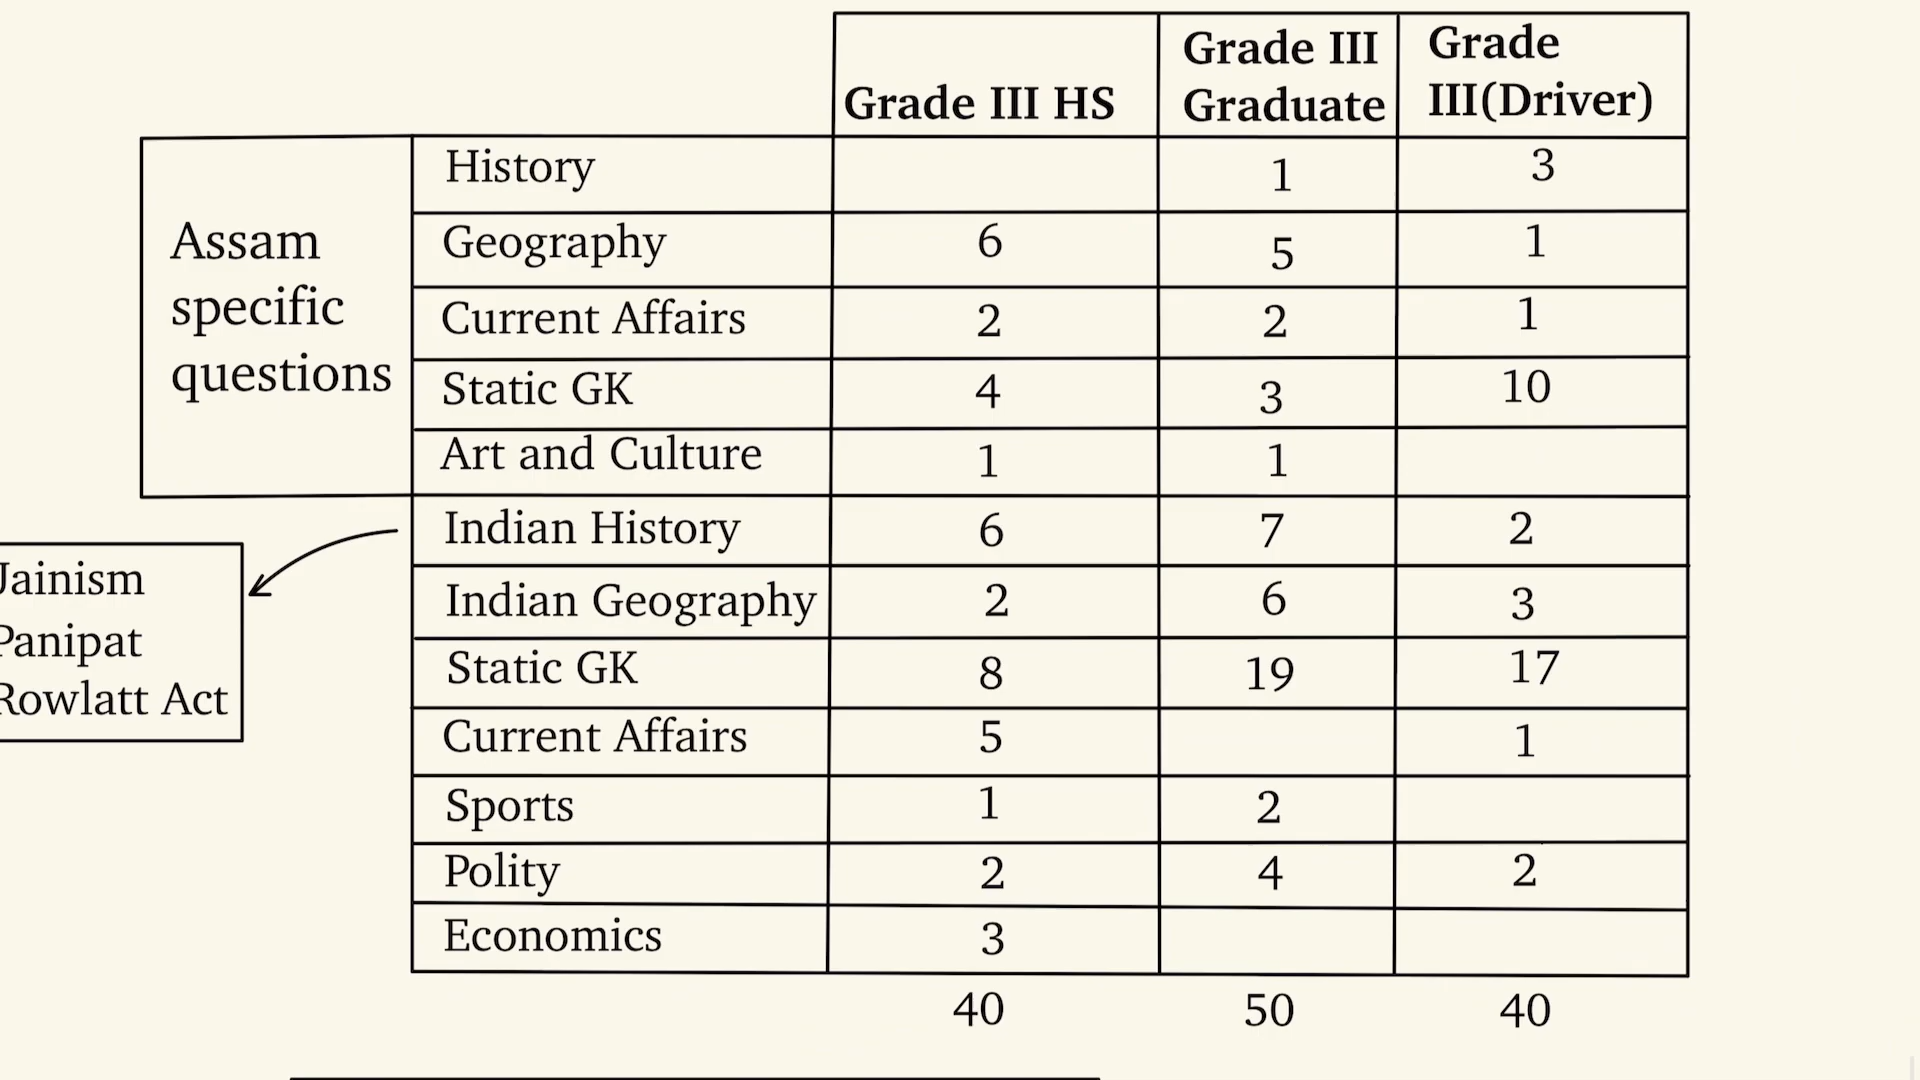 Grade III HS
Grade III
Graduate
Grade
III(Driver)
Assam
specific
questions
History 1 3
Geography 6 5 1
Current Affairs 2 2 1
Static GK 4 3 10
Art and Culture 1 1
Indian History 6 7 2
Indian Geography 2 6 3
Static GK 8 19 17
Current Affairs 5 1
Sports 1 2
Polity 2 4 2
Economics 3
40 50 40
Jainism
Panipat
Rowlatt Act